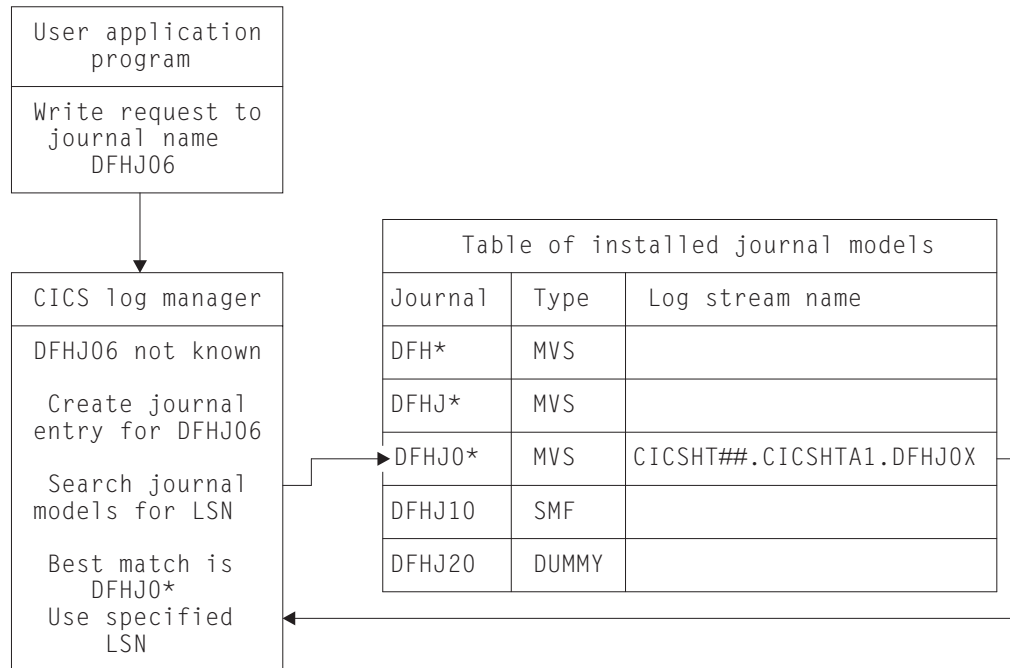 User application
program
Write request to
journal name
DFHJ06
CICS log manager
DFHJ06 not known
Create journal
entry for DFHJ06
Search journal
models for LSN
Best match is
DFHJ0*
Use specified
LSN
Table of installed journal models
Journal Type Log stream name
DFH* MVS
DFHJ* MVS
DFHJ0* MVS CICSHT##.CICSHTA1.DFHJ0X
DFHJ10 SMF
DFHJ20 DUMMY